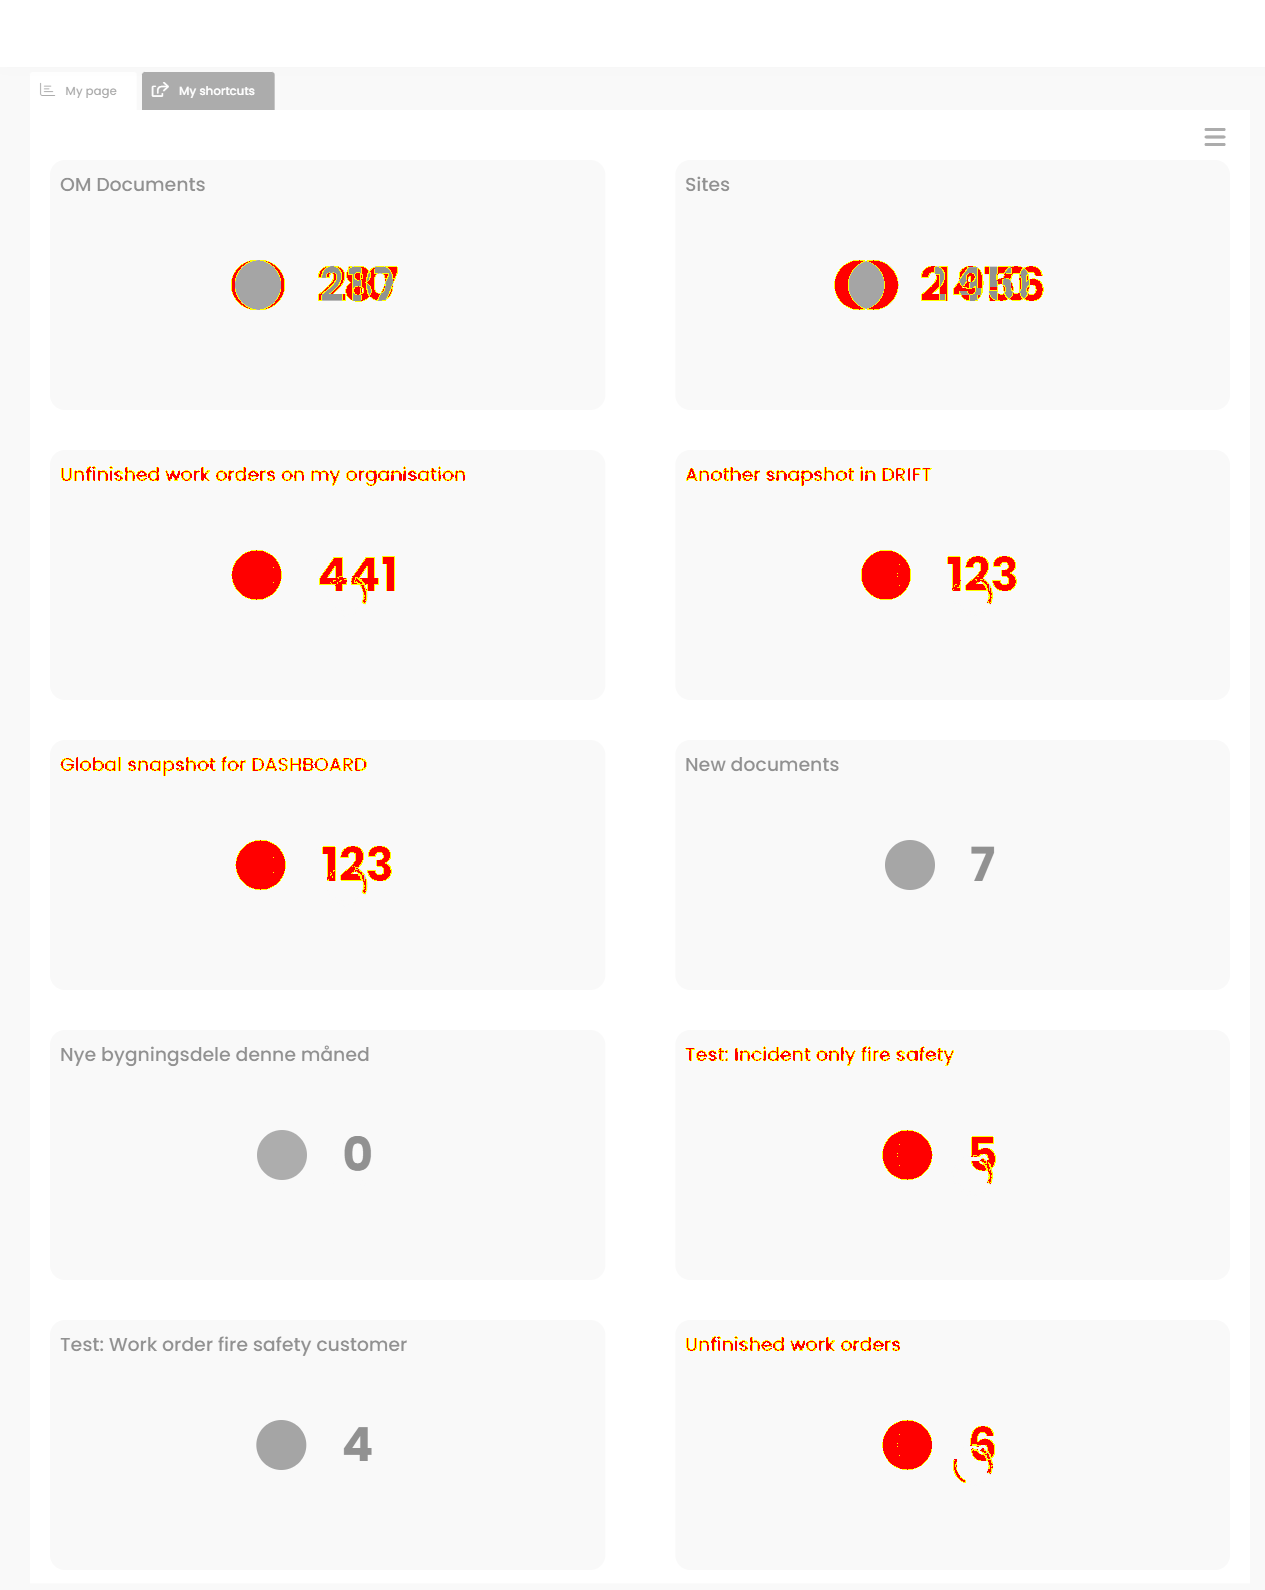 My page
My shortcuts
OM Documents
Sites
Unfinished work orders on my organisation
441
Another snapshot in DRIFT
123
Global snapshot for DASHBOARD
123
New documents
7
Nye bygningsdele denne måned
0
Test: Incident only fire safety
5
Test: Work order fire safety customer
4
Unfinished work orders
6